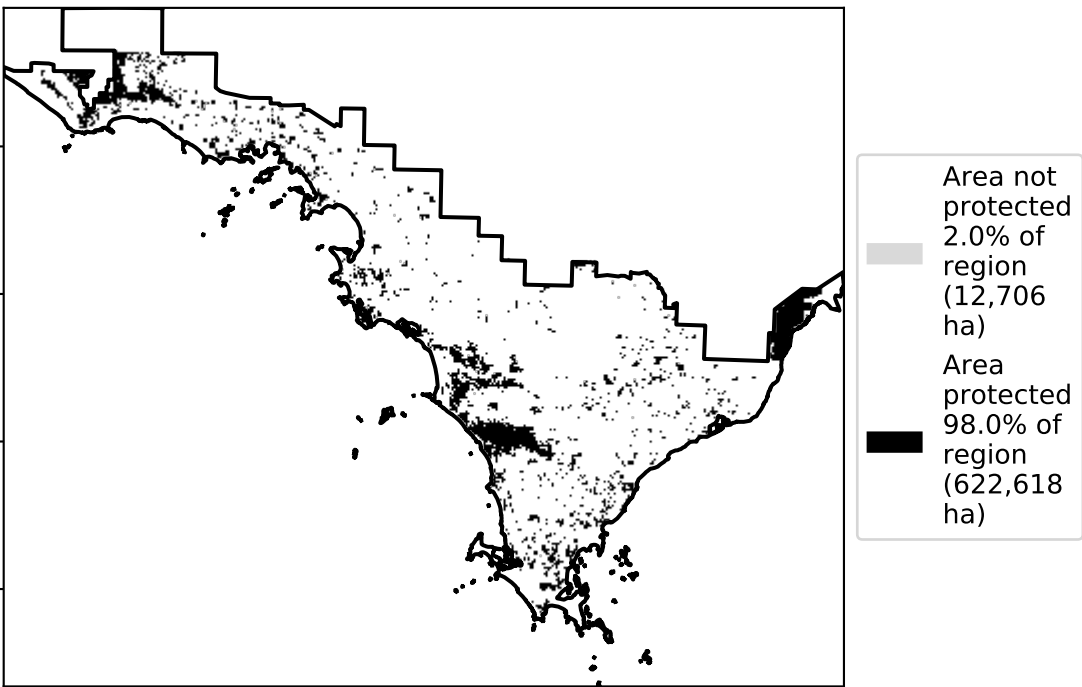 Area not
protected
2.0% of
region
(12,706
ha)
Area
protected
98.0% of
region
(622,618
ha)